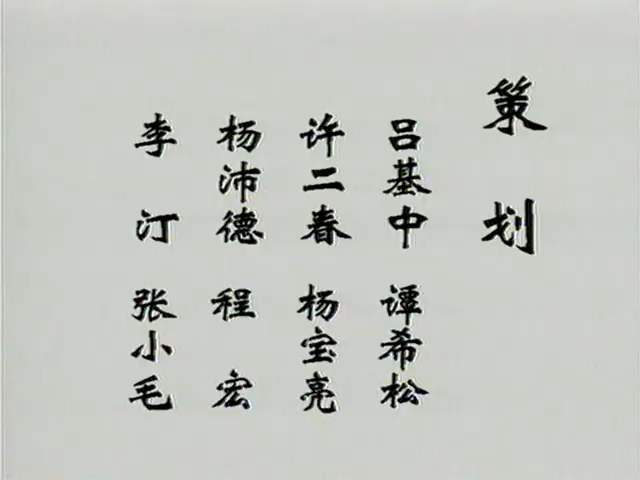 策划
吕基中 谭希松
许二春 杨宝亮
杨沛德 程宏
李汀 张小毛